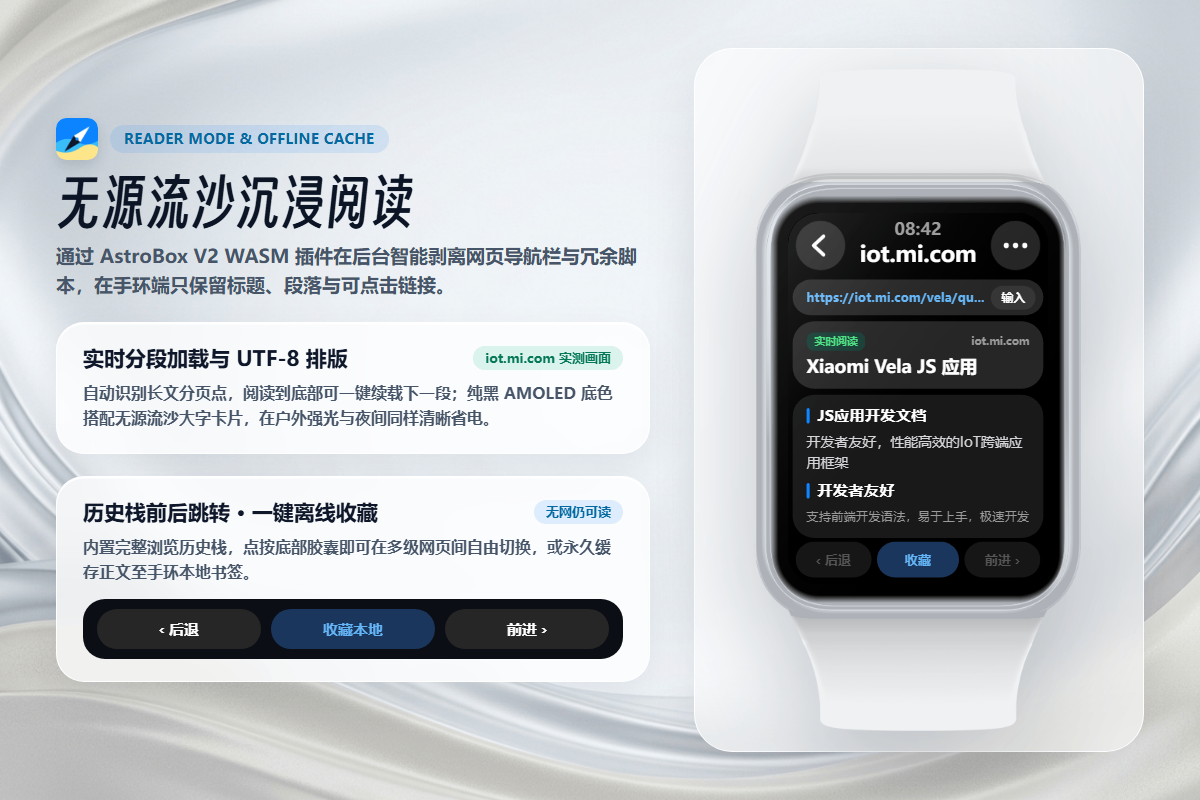 READER MODE & OFFLINE CACHE
无源流沙沉浸阅读
通过 AstroBox V2 WASM 插件在后台智能剥离网页导航栏与冗余脚
本，在手环端只保留标题、段落与可点击链接。
实时分段加载与 UTF-8 排版
iot.mi.com 实测画面
自动识别长文分页点，阅读到底部可一键续载下一段；纯黑 AMOLED 底色
搭配无源流沙大字卡片，在户外强光与夜间同样清晰省电。
历史栈前后跳转 · 一键离线收藏
无网仍可读
内置完整浏览历史栈，点按底部胶囊即可在多级网页间自由切换，或永久缓
存正文至手环本地书签。
‹ 后退
收藏本地
前进 ›
08:42
iot.mi.com
https://iot.mi.com/vela/qu...
输入
实时阅读
iot.mi.com
Xiaomi Vela JS 应用
JS应用开发文档
开发者友好，性能高效的IoT跨端应
用框架
开发者友好
支持前端开发语法，易于上手，极速开发
‹ 后退
收藏
前进 ›